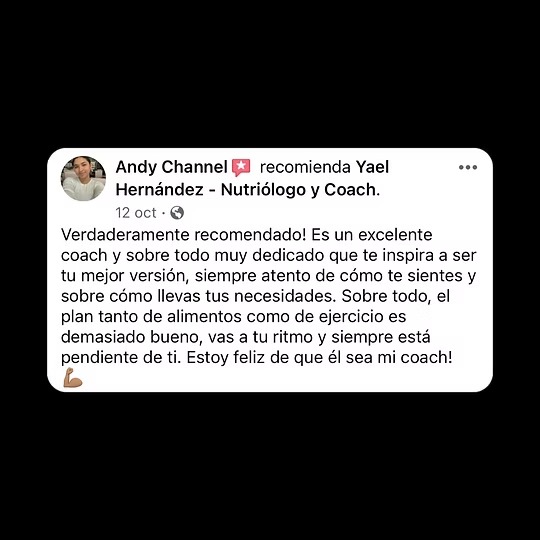 Andy Channel recomienda Yael
Hernández - Nutriólogo y Coach.
12 oct ·
Verdaderamente recomendado! Es un excelente
coach y sobre todo muy dedicado que te inspira a ser
tu mejor versión, siempre atento de cómo te sientes y
sobre cómo llevas tus necesidades. Sobre todo, el
plan tanto de alimentos como de ejercicio es
demasiado bueno, vas a tu ritmo y siempre está
pendiente de ti. Estoy feliz de que él sea mi coach!
💪🏽